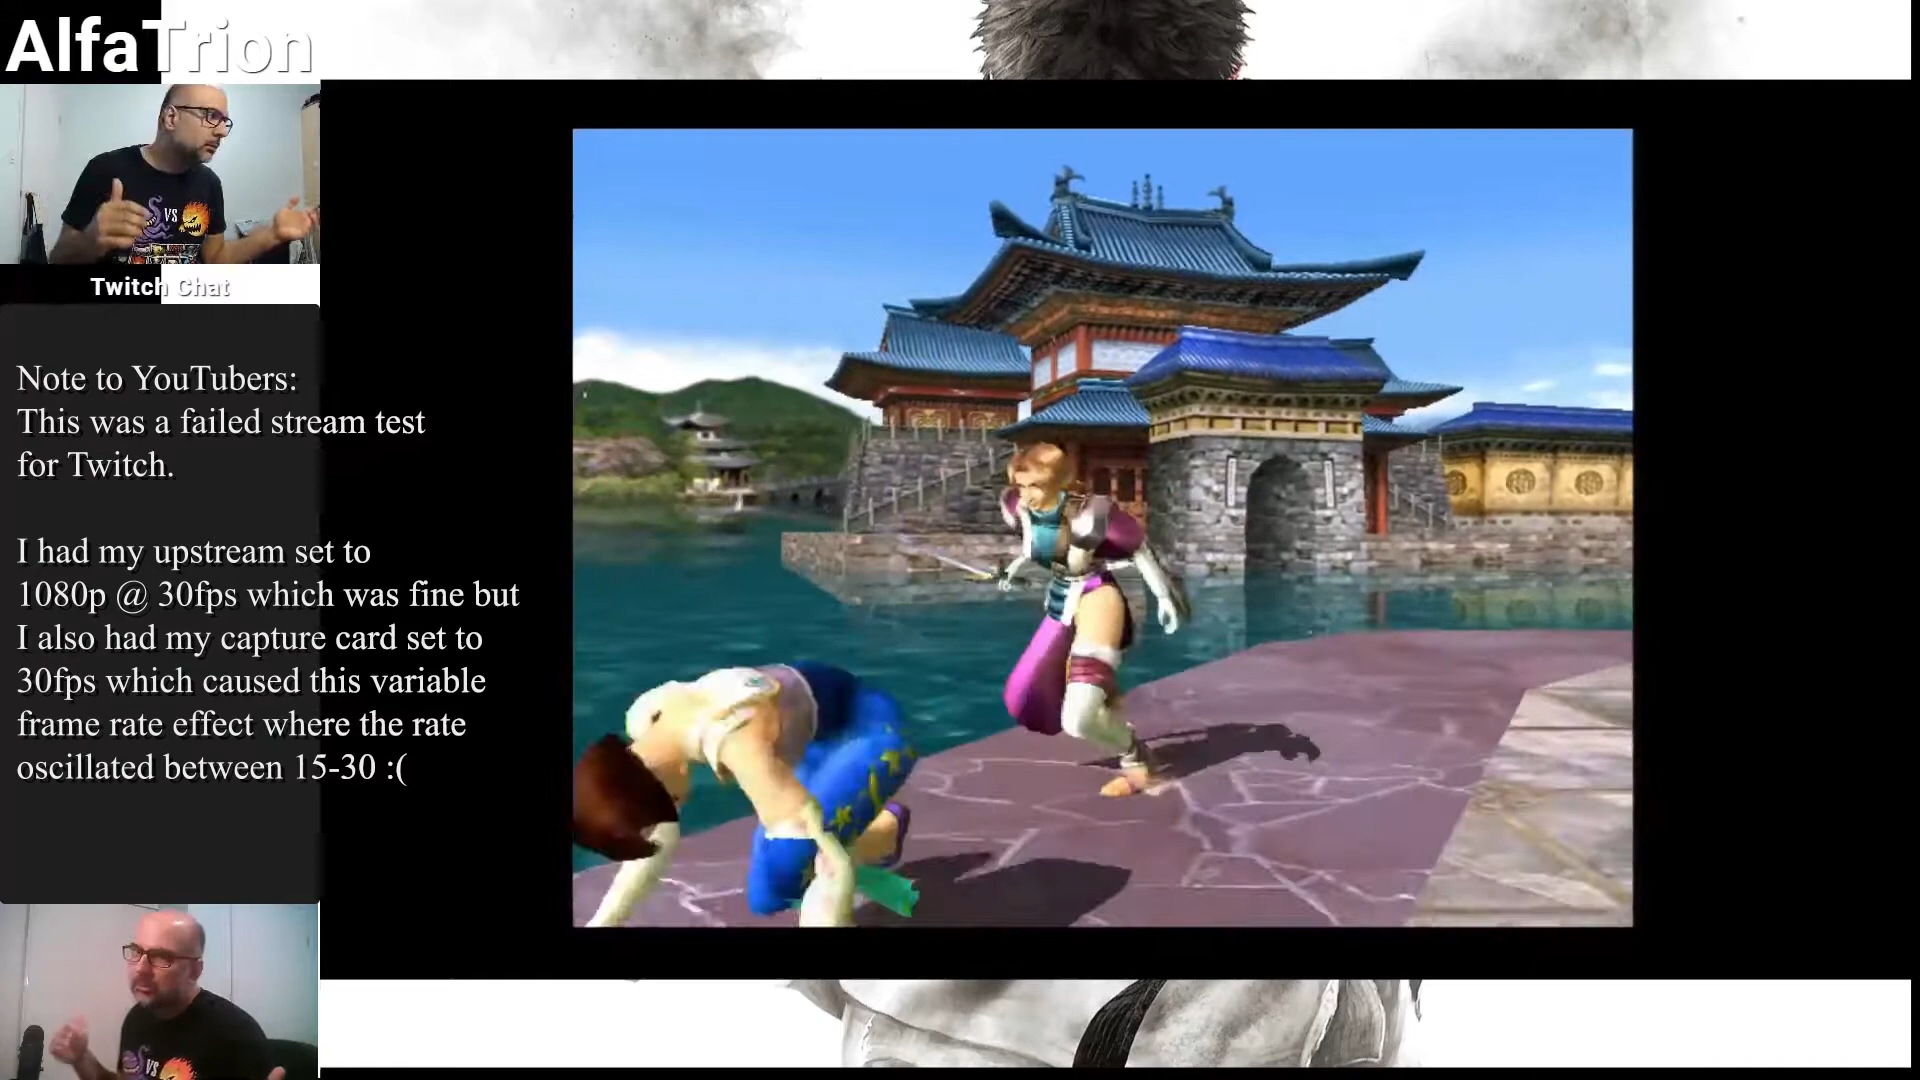 AlfaTrion
VS
Twitch Chat
Note to YouTubers:
This was a failed stream test
for Twitch.
I had my upstream set to
1080p @ 30fps which was fine but
I also had my capture card set to
30fps which caused this variable
frame rate effect where the rate
oscillated between 15-30 :(
VS